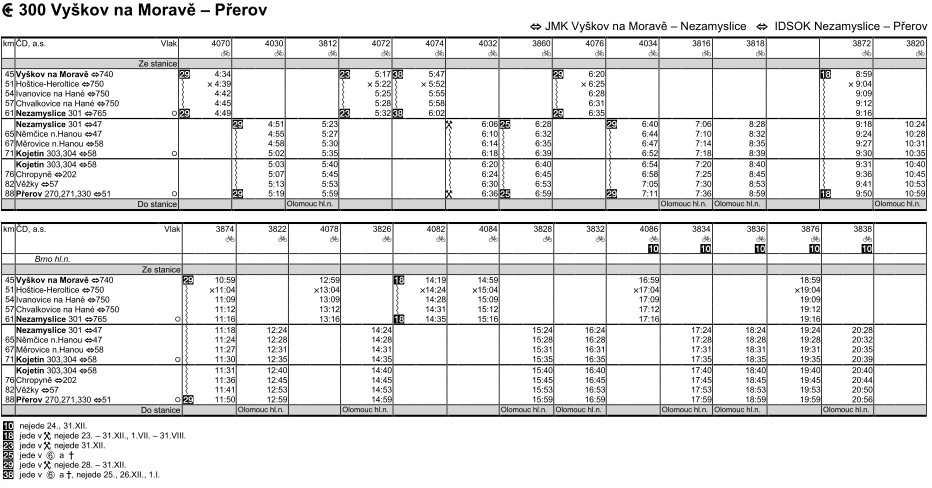 300 Vyškov na Moravě – Přerov
⇔ JMK Vyškov na Moravě – Nezamyslice ⇔ IDSOK Nezamyslice – Přerov
km ČD, a.s. Vlak 4070 4030 3812 4072 4074 4032 3860 4076 4034 3816 3818 3872 3820
Ze stanice
45 Vyškov na Moravě ⇔740 29 4:34 23 5:17 38 5:47 29 6:20 18 8:59
51 Hoštice-Heroltice ⇔750 × 4:39 × 5:22 × 5:52 × 6:25 × 9:04
54 Ivanovice na Hané ⇔750 4:42 5:25 5:55 6:28 9:09
57 Chvalkovice na Hané ⇔750 4:45 5:28 5:58 6:31 9:12
61 Nezamyslice 301 ⇔765 O 29 4:49 23 5:32 38 6:02 29 6:35 9:16
Nezamyslice 301 ⇔47 29 4:51 5:23 ⚒ 6:06 25 6:28 29 6:40 7:06 8:28 9:18 10:24
65 Němčice n.Hanou ⇔47 4:55 5:27 6:10 6:32 6:44 7:10 8:32 9:24 10:28
67 Měrovice n.Hanou ⇔58 4:58 5:30 6:14 6:35 6:47 7:14 8:35 9:27 10:31
71 Kojetín 303,304 ⇔58 O 5:02 5:35 6:18 6:39 6:52 7:18 8:39 9:30 10:35
Kojetín 303,304 ⇔58 5:03 5:40 6:20 6:40 6:54 7:20 8:40 9:31 10:40
76 Chropyně ⇔202 5:07 5:45 6:24 6:45 6:58 7:25 8:45 9:36 10:45
82 Věžky ⇔57 5:13 5:53 6:30 6:53 7:05 7:30 8:53 9:41 10:53
88 Přerov 270,271,330 ⇔51 O 29 5:19 5:59 ⚒ 6:36 25 6:59 29 7:11 7:36 8:59 18 9:50 10:59
Do stanice Olomouc hl.n. Olomouc hl.n. Olomouc hl.n. Olomouc hl.n.
km ČD, a.s. Vlak 3874 3822 4078 3826 4082 4084 3828 3832 4086 3834 3836 3876 3838
10 10 10
Brno hl.n.
Ze stanice
45 Vyškov na Moravě ⇔740 29 10:59 12:59 18 14:19 14:59 16:59 18:59
51 Hoštice-Heroltice ⇔750 ×11:04 ×13:04 ×14:24 ×15:04 ×17:04 ×19:04
54 Ivanovice na Hané ⇔750 11:09 13:09 14:28 15:09 17:09 19:09
57 Chvalkovice na Hané ⇔750 11:12 13:12 14:31 15:12 17:12 19:12
61 Nezamyslice 301 ⇔765 O 11:16 13:16 18 14:35 15:16 17:16 19:16
Nezamyslice 301 ⇔47 11:18 12:24 14:24 15:24 16:24 17:24 18:24 19:24 20:28
65 Němčice n.Hanou ⇔47 11:24 12:28 14:28 15:28 16:28 17:28 18:28 19:28 20:32
67 Měrovice n.Hanou ⇔58 11:27 12:31 14:31 15:31 16:31 17:31 18:31 19:31 20:35
71 Kojetín 303,304 ⇔58 O 11:30 12:35 14:35 15:35 16:35 17:35 18:35 19:35 20:39
Kojetín 303,304 ⇔58 11:31 12:40 14:40 15:40 16:40 17:40 18:40 19:40 20:40
76 Chropyně ⇔202 11:36 12:45 14:45 15:45 16:45 17:45 18:45 19:45 20:44
82 Věžky ⇔57 11:41 12:53 14:53 15:53 16:53 17:53 18:53 19:53 20:50
88 Přerov 270,271,330 ⇔51 O 29 11:50 12:59 14:59 15:59 16:59 17:59 18:59 19:59 20:56
Do stanice Olomouc hl.n. Olomouc hl.n. Olomouc hl.n. Olomouc hl.n. Olomouc hl.n. Olomouc hl.n.
10 nejede 24., 31.XII.
18 jede v ⚒, nejede 23. – 31.XII., 1.VII. – 31.VIII.
23 jede v ⚒, nejede 31.XII.
25 jede v ⑥ a †
29 jede v ⚒, nejede 28. – 31.XII.
38 jede v ⑥ a †, nejede 25., 26.XII., 1.I.